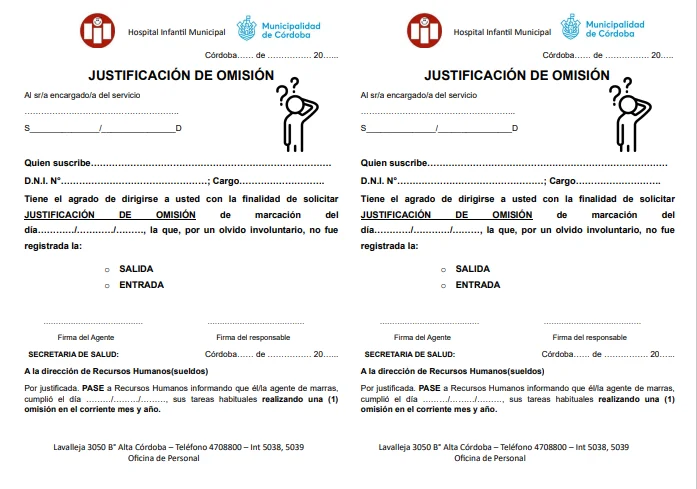 Hospital Infantil Municipal
Municipalidad
de Córdoba
Córdoba…… de ……………. 20…...
JUSTIFICACIÓN DE OMISIÓN
? ? ?
Al sr/a encargado/a del servicio
……………………………………………….
S________________/_________________D
Quien suscribe……………………………………………………………………
D.N.I. N°…………………………………………; Cargo……………………….
Tiene el agrado de dirigirse a usted con la finalidad de solicitar
JUSTIFICACIÓN DE OMISIÓN de marcación del
día…………/…………/………, la que, por un olvido involuntario, no fue
registrada la:
○ SALIDA
○ ENTRADA
……………………………… ……………………………
Firma del Agente Firma del responsable
SECRETARIA DE SALUD: Córdoba…… de ……………. 20…...
A la dirección de Recursos Humanos(sueldos)
Por justificada. PASE a Recursos Humanos informando que él/la agente de marras,
cumplió el día ………/………/………, sus tareas habituales realizando una (1)
omisión en el corriente mes y año.
Lavalleja 3050 B° Alta Córdoba – Teléfono 4708800 – Int 5038, 5039
Oficina de Personal
Hospital Infantil Municipal
Municipalidad
de Córdoba
Córdoba…… de ……………. 20…..
JUSTIFICACIÓN DE OMISIÓN
? ? ?
Al sr/a encargado/a del servicio
……………………………………………..
S________________/_________________D
Quien suscribe……………………………………………………………………
D.N.I. N°…………………………………………; Cargo……………………….
Tiene el agrado de dirigirse a usted con la finalidad de solicitar
JUSTIFICACIÓN DE OMISIÓN de marcación del
día…………/…………/………, la que, por un olvido involuntario, no fue
registrada la:
○ SALIDA
○ ENTRADA
……………………………… ……………………………
Firma del Agente Firma del responsable
SECRETARIA DE SALUD: Córdoba…… de ……………. 20…...
A la dirección de Recursos Humanos(sueldos)
Por justificada. PASE a Recursos Humanos informando que él/la agente de marras,
cumplió el día ………/………/………, sus tareas habituales realizando una (1)
omisión en el corriente mes y año.
Lavalleja 3050 B° Alta Córdoba – Teléfono 4708800 – Int 5038, 5039
Oficina de Personal